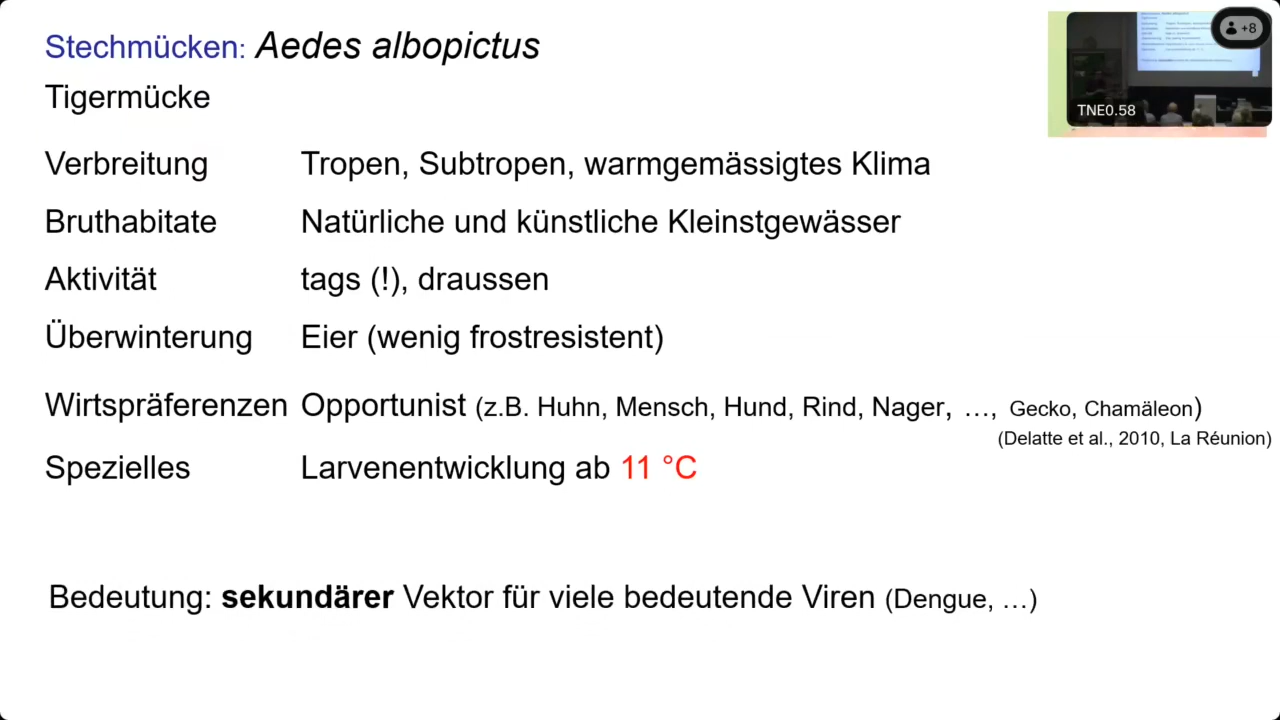 Stechmücken: Aedes albopictus
Tigermücke
+8
TNE0.58
Verbreitung Tropen, Subtropen, warmgemässigtes Klima
Bruthabitate Natürliche und künstliche Kleinstgewässer
Aktivität tags (!), draussen
Überwinterung Eier (wenig frostresistent)
Wirtspräferenzen Opportunist (z.B. Huhn, Mensch, Hund, Rind, Nager, …, Gecko, Chamäleon)
(Delatte et al., 2010, La Réunion)
Spezielles Larvenentwicklung ab 11 °C
Bedeutung: sekundärer Vektor für viele bedeutende Viren (Dengue, …)